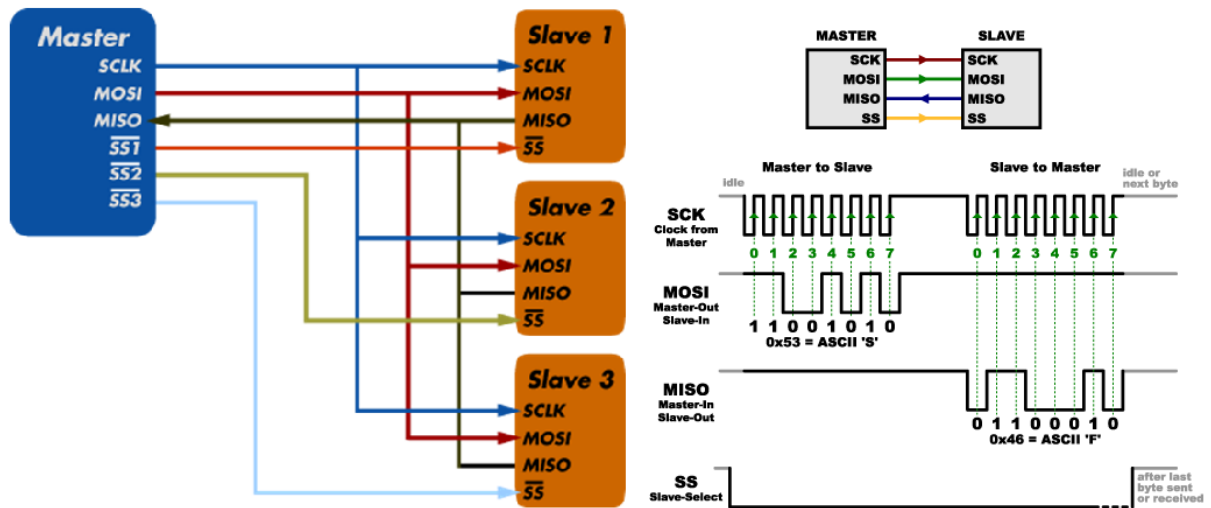 Master
SCLK
MOSI
MISO
SS1
SS2
SS3
Slave 1
SCLK
MOSI
MISO
SS
Slave 2
SCLK
MOSI
MISO
SS
Slave 3
SCLK
MOSI
MISO
SS
MASTER SLAVE
SCK SCK
MOSI MOSI
MISO MISO
SS SS
Master to Slave Slave to Master
idle
idle or
next byte
SCK
Clock from
Master
0 1 2 3 4 5 6 7 0 1 2 3 4 5 6 7
MOSI
Master-Out
Slave-In
1 1 0 0 1 0 1 0
0x53 = ASCII 'S'
MISO
Master-In
Slave-Out
0 1 1 0 0 0 1 0
0x46 = ASCII 'F'
SS
Slave-Select
after last
byte sent
or received